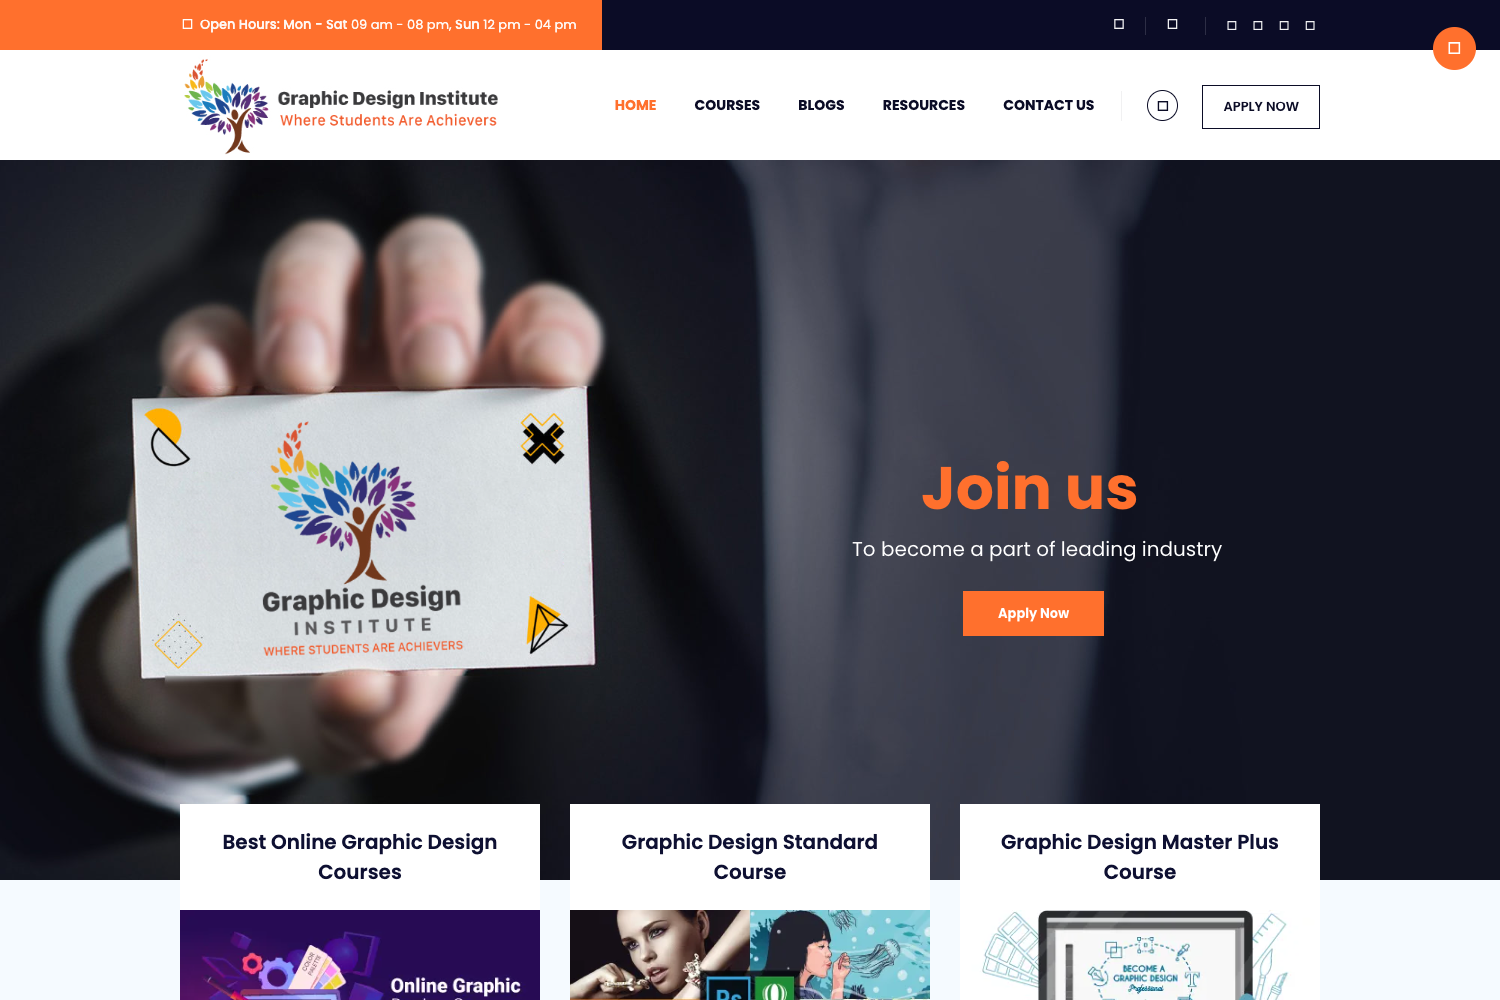 Open Hours: Mon - Sat 09 am - 08 pm, Sun 12 pm - 04 pm
Graphic Design Institute
Where Students Are Achievers
HOME
COURSES
BLOGS
RESOURCES
CONTACT US
APPLY NOW
Graphic Design
INSTITUTE
WHERE STUDENTS ARE ACHIEVERS
Join us
To become a part of leading industry
Apply Now
Best Online Graphic Design
Courses
Graphic Design Standard
Course
Graphic Design Master Plus
Course
COLOR
PALETTE
Online Graphic
Ps
BECOME A
GRAPHIC DESIGN
Professional